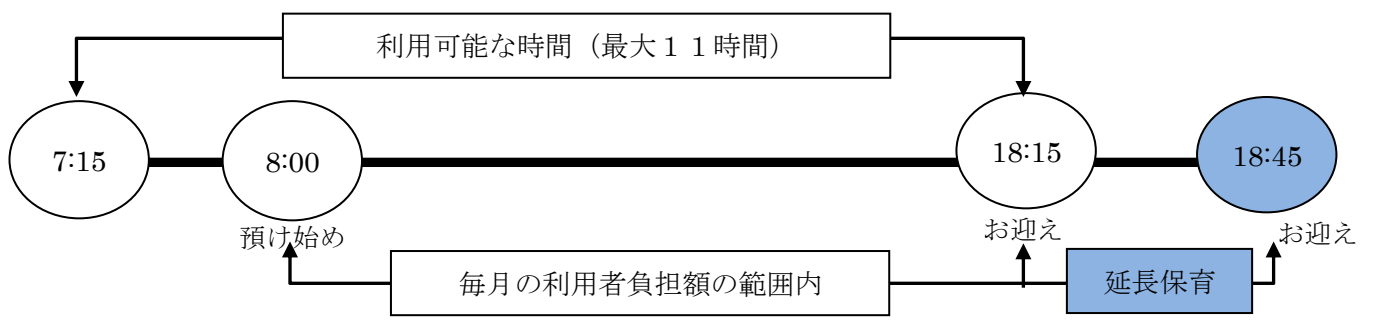 利用可能な時間（最大１１時間）
7:15
8:00
18:15
18:45
預け始め
お迎え
お迎え
毎月の利用者負担額の範囲内
延長保育